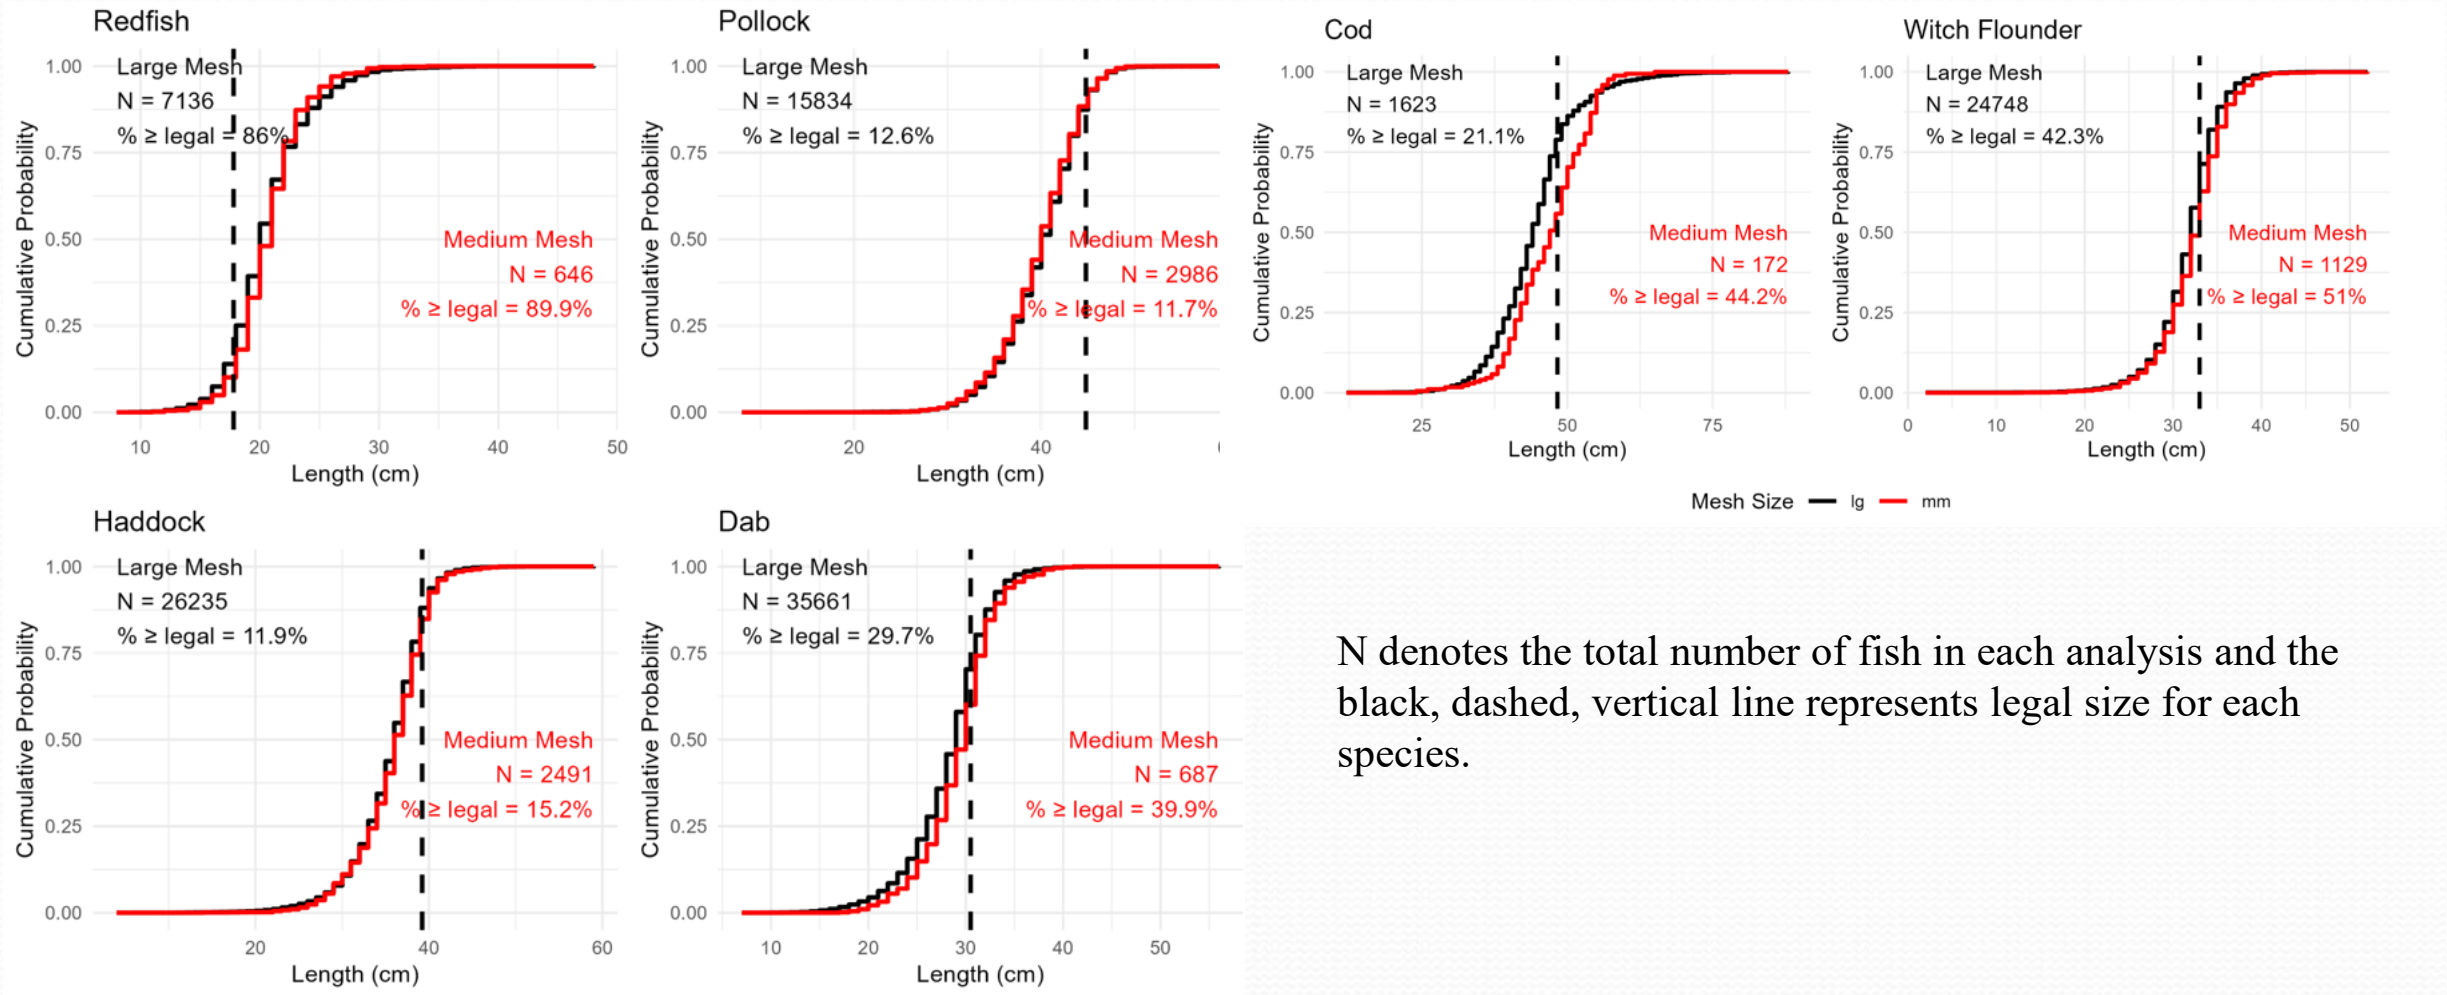 Redfish
Large Mesh
N = 7136
% ≥ legal = 86%
Medium Mesh
N = 646
% ≥ legal = 89.9%
1.00
0.75
0.50
0.25
0.00
Cumulative Probability
10 20 30 40 50
Length (cm)
Pollock
Large Mesh
N = 15834
% ≥ legal = 12.6%
Medium Mesh
N = 2986
% ≥ legal = 11.7%
1.00
0.75
0.50
0.25
0.00
Cumulative Probability
20 40
Length (cm)
Cod
Large Mesh
N = 1623
% ≥ legal = 21.1%
Medium Mesh
N = 172
% ≥ legal = 44.2%
1.00
0.75
0.50
0.25
0.00
Cumulative Probability
25 50 75
Length (cm)
Witch Flounder
Large Mesh
N = 24748
% ≥ legal = 42.3%
Medium Mesh
N = 1129
% ≥ legal = 51%
1.00
0.75
0.50
0.25
0.00
Cumulative Probability
0 10 20 30 40 50
Length (cm)
Mesh Size lg mm
Haddock
Large Mesh
N = 26235
% ≥ legal = 11.9%
Medium Mesh
N = 2491
% ≥ legal = 15.2%
1.00
0.75
0.50
0.25
0.00
Cumulative Probability
20 40 60
Length (cm)
Dab
Large Mesh
N = 35661
% ≥ legal = 29.7%
Medium Mesh
N = 687
% ≥ legal = 39.9%
1.00
0.75
0.50
0.25
0.00
Cumulative Probability
10 20 30 40 50
Length (cm)
N denotes the total number of fish in each analysis and the
black, dashed, vertical line represents legal size for each
species.